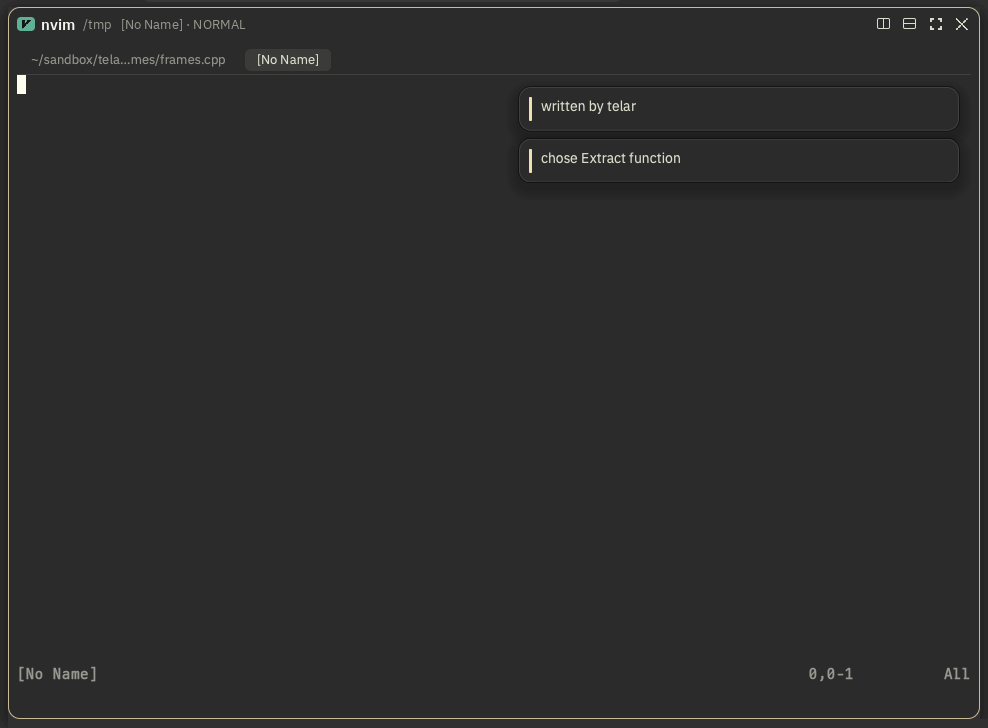 nvim /tmp [No Name] · NORMAL
~/sandbox/tela...mes/frames.cpp [No Name]
written by telar
chose Extract function
[No Name] 0,0-1 All